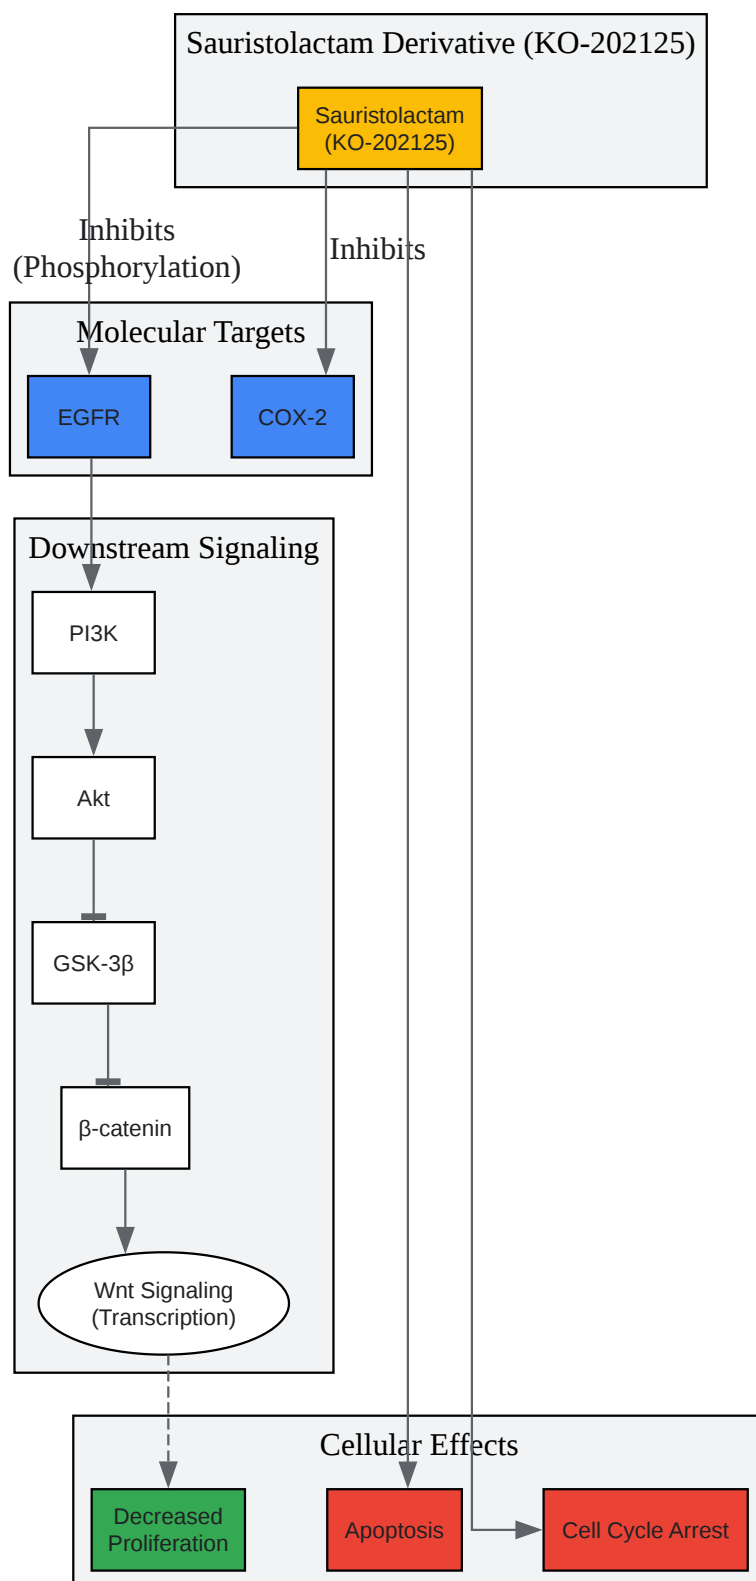 Sauristolactam Derivative (KO-202125)
Sauristolactam
(KO-202125)
Inhibits
(Phosphorylation)
Inhibits
Molecular Targets
EGFR
COX-2
Downstream Signaling
PI3K
Akt
GSK-3β
β-catenin
Wnt Signaling
(Transcription)
Cellular Effects
Decreased
Proliferation
Apoptosis
Cell Cycle Arrest